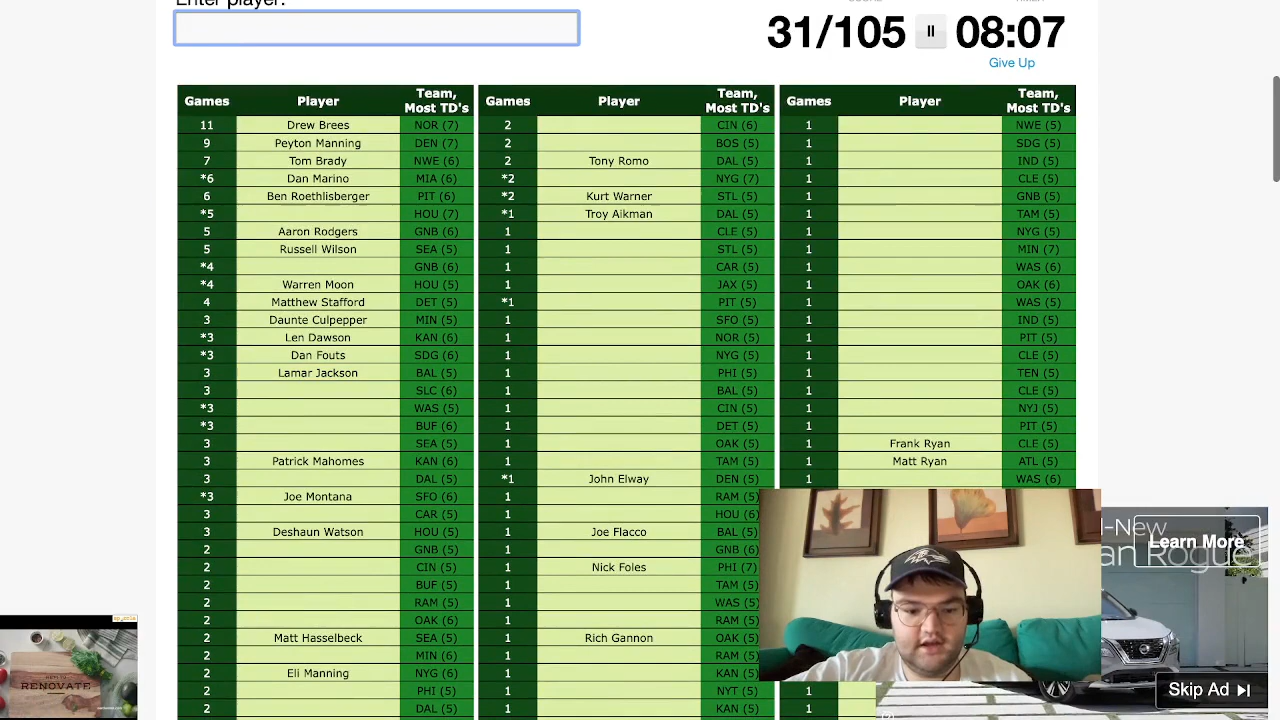 Enter player:
31/105 08:07
Give Up
Games Player Team, Most TD's Games Player Team, Most TD's Games Player Team, Most TD's
11 Drew Brees NOR (7) 2 CIN (6) 1 NWE (5)
9 Peyton Manning DEN (7) 2 BOS (5) 1 SDG (5)
7 Tom Brady NWE (6) 2 Tony Romo DAL (5) 1 IND (5)
*6 Dan Marino MIA (6) *2 NYG (7) 1 CLE (5)
6 Ben Roethlisberger PIT (6) *2 Kurt Warner STL (5) 1 GNB (5)
*5 HOU (7) *1 Troy Aikman DAL (5) 1 TAM (5)
5 Aaron Rodgers GNB (6) 1 CLE (5) 1 NYG (5)
5 Russell Wilson SEA (5) 1 STL (5) 1 MIN (7)
*4 GNB (6) 1 CAR (5) 1 WAS (6)
*4 Warren Moon HOU (5) 1 JAX (5) 1 OAK (6)
4 Matthew Stafford DET (5) *1 PIT (5) 1 WAS (5)
3 Daunte Culpepper MIN (5) 1 SFO (5) 1 IND (5)
*3 Len Dawson KAN (6) 1 NOR (5) 1 PIT (5)
*3 Dan Fouts SDG (6) 1 NYG (5) 1 CLE (5)
3 Lamar Jackson BAL (5) 1 PHI (5) 1 TEN (5)
3 SLC (6) 1 BAL (5) 1 CLE (5)
*3 WAS (5) 1 CIN (5) 1 NYJ (5)
*3 BUF (6) 1 DET (5) 1 PIT (5)
3 SEA (5) 1 OAK (5) 1 Frank Ryan CLE (5)
3 Patrick Mahomes KAN (6) 1 TAM (5) 1 Matt Ryan ATL (5)
3 DAL (5) *1 John Elway DEN (5) 1 WAS (6)
*3 Joe Montana SFO (6) 1 RAM (5)
3 CAR (5) 1 HOU (6)
3 Deshaun Watson HOU (5) 1 Joe Flacco BAL (5)
2 GNB (5) 1 GNB (6)
2 CIN (5) 1 Nick Foles PHI (7)
2 BUF (5) 1 TAM (5)
2 RAM (5) 1 WAS (5)
2 OAK (6) 1 RAM (5)
2 Matt Hasselbeck SEA (5) 1 Rich Gannon OAK (5)
2 MIN (6) 1 RAM (5)
2 Eli Manning NYG (6) 1 KAN (5)
2 PHI (5) 1 NYT (5) 1
2 DAL (5) 1 KAN (5)
Learn More
an Rogue
Skip Ad
RENOVATE